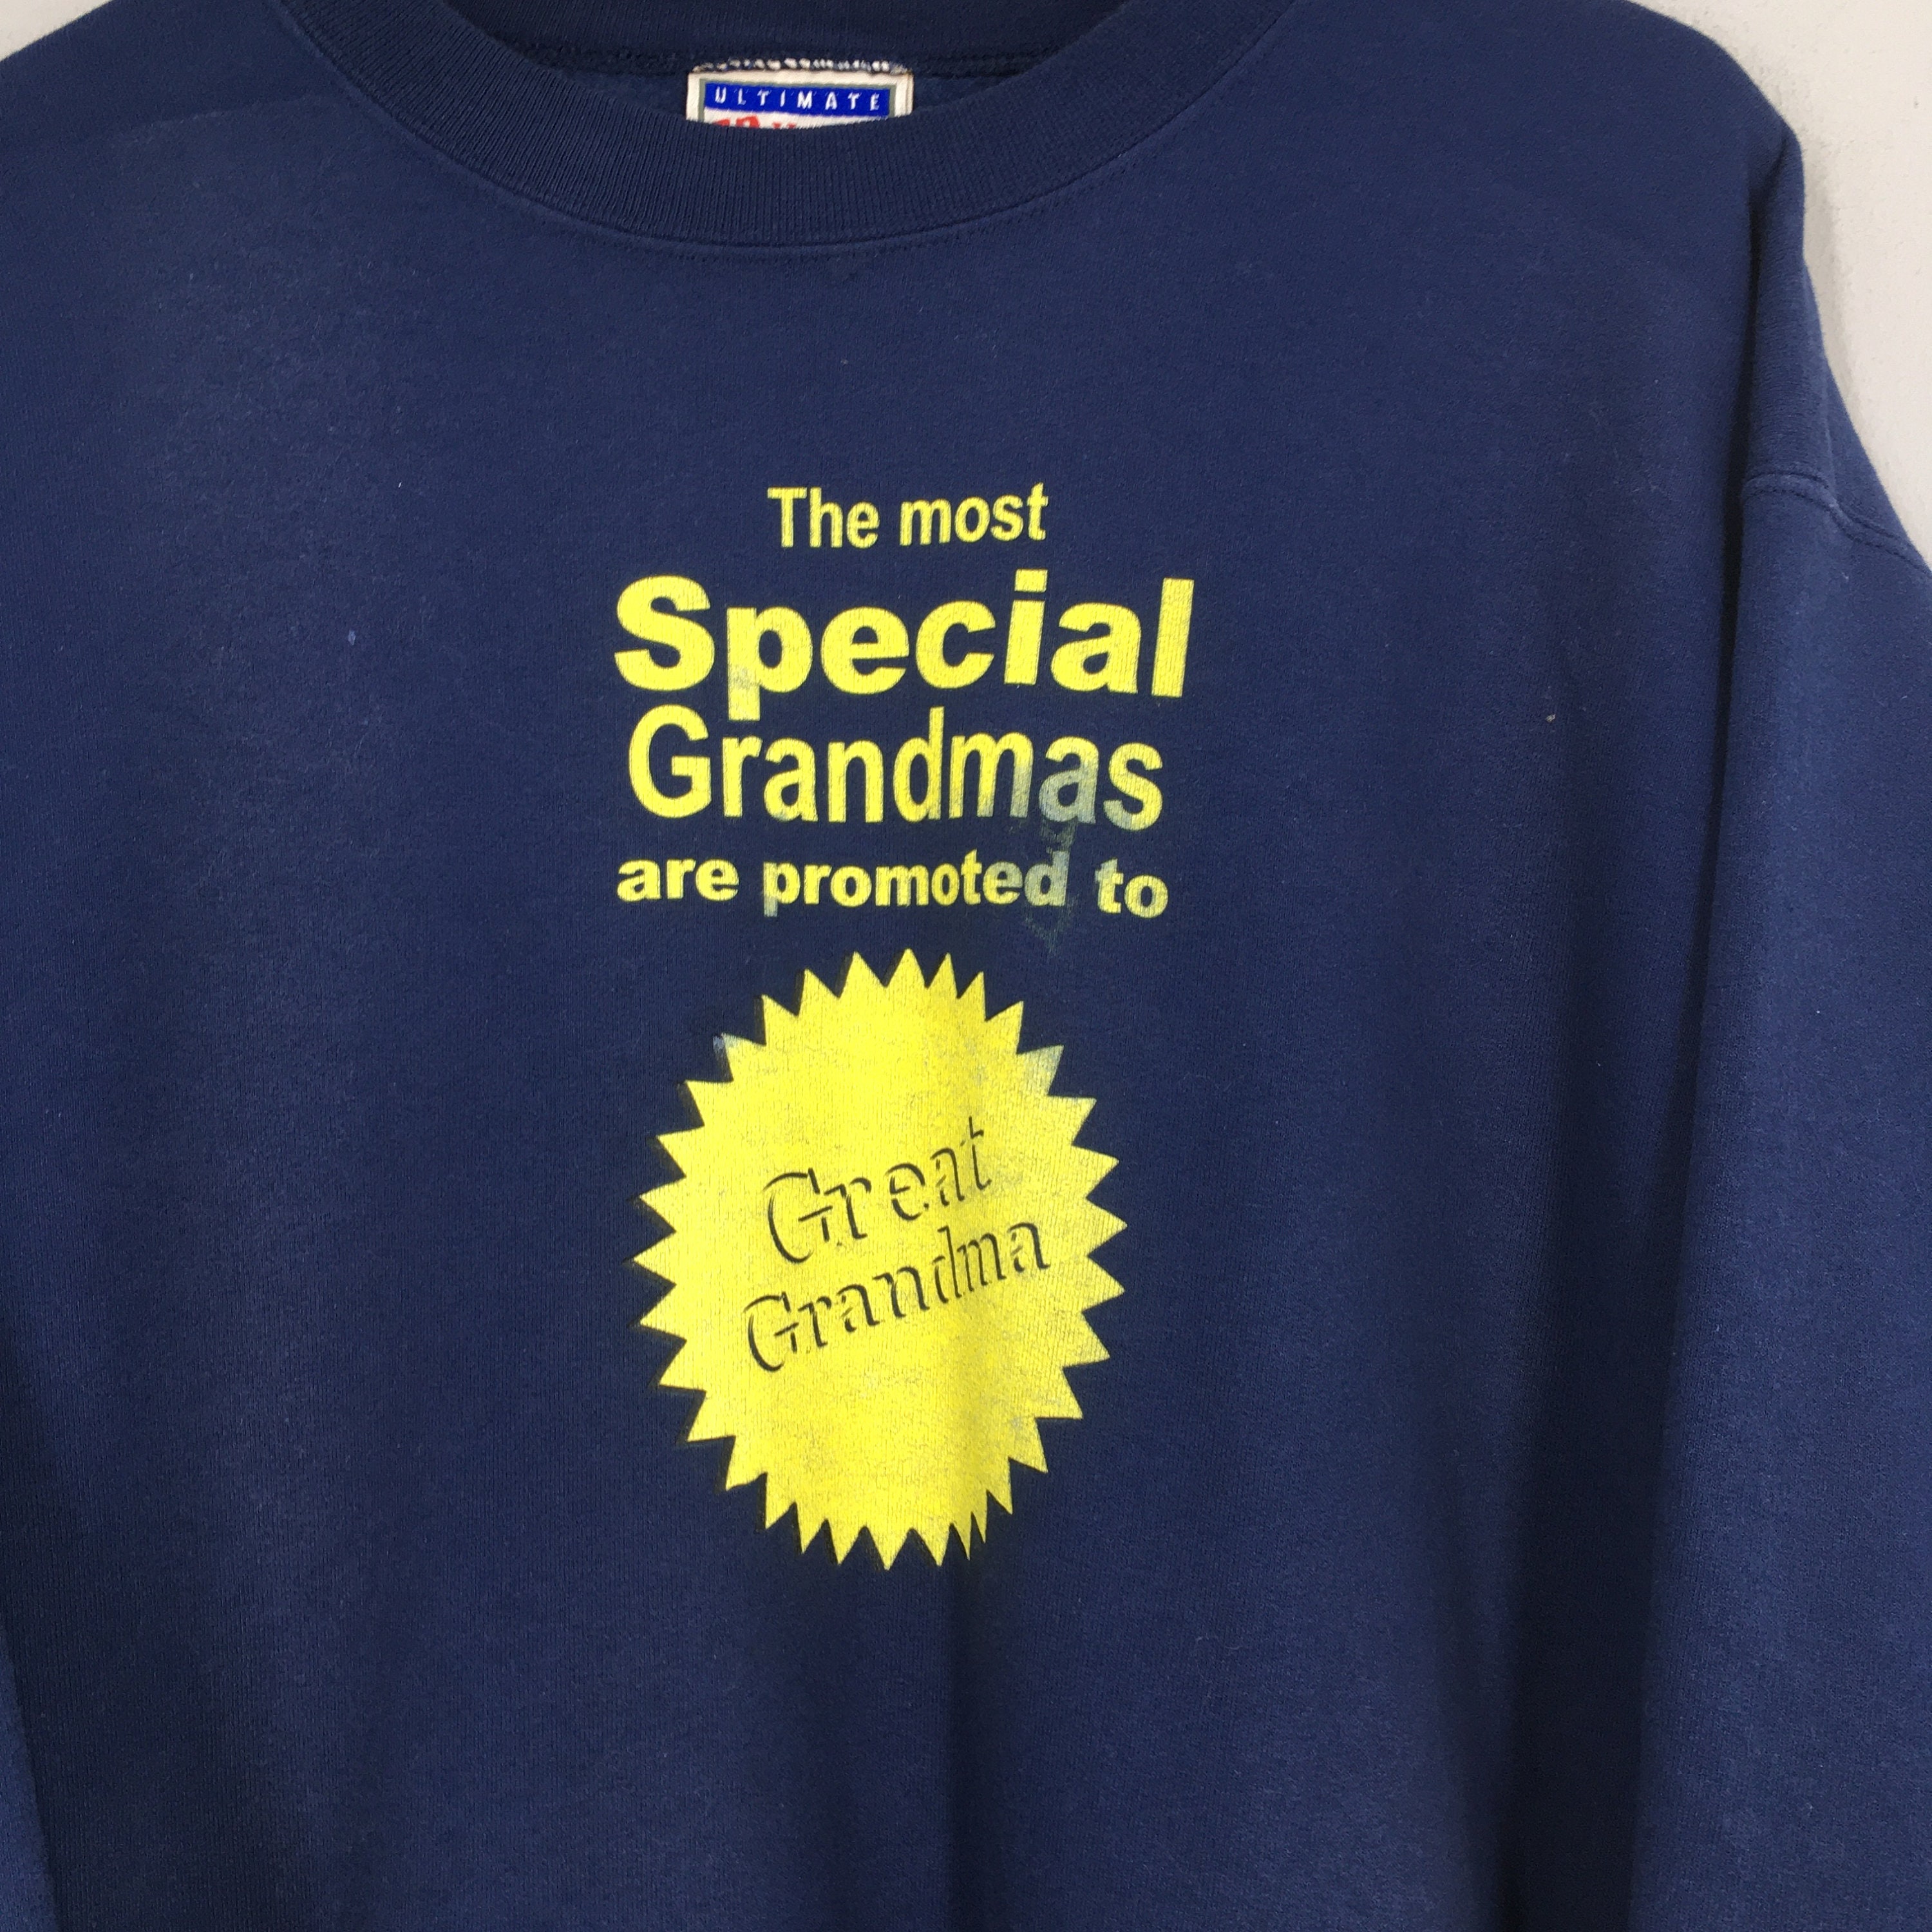 ULTIMATE
The most
Special
Grandmas
are promoted to
Great
Grandma